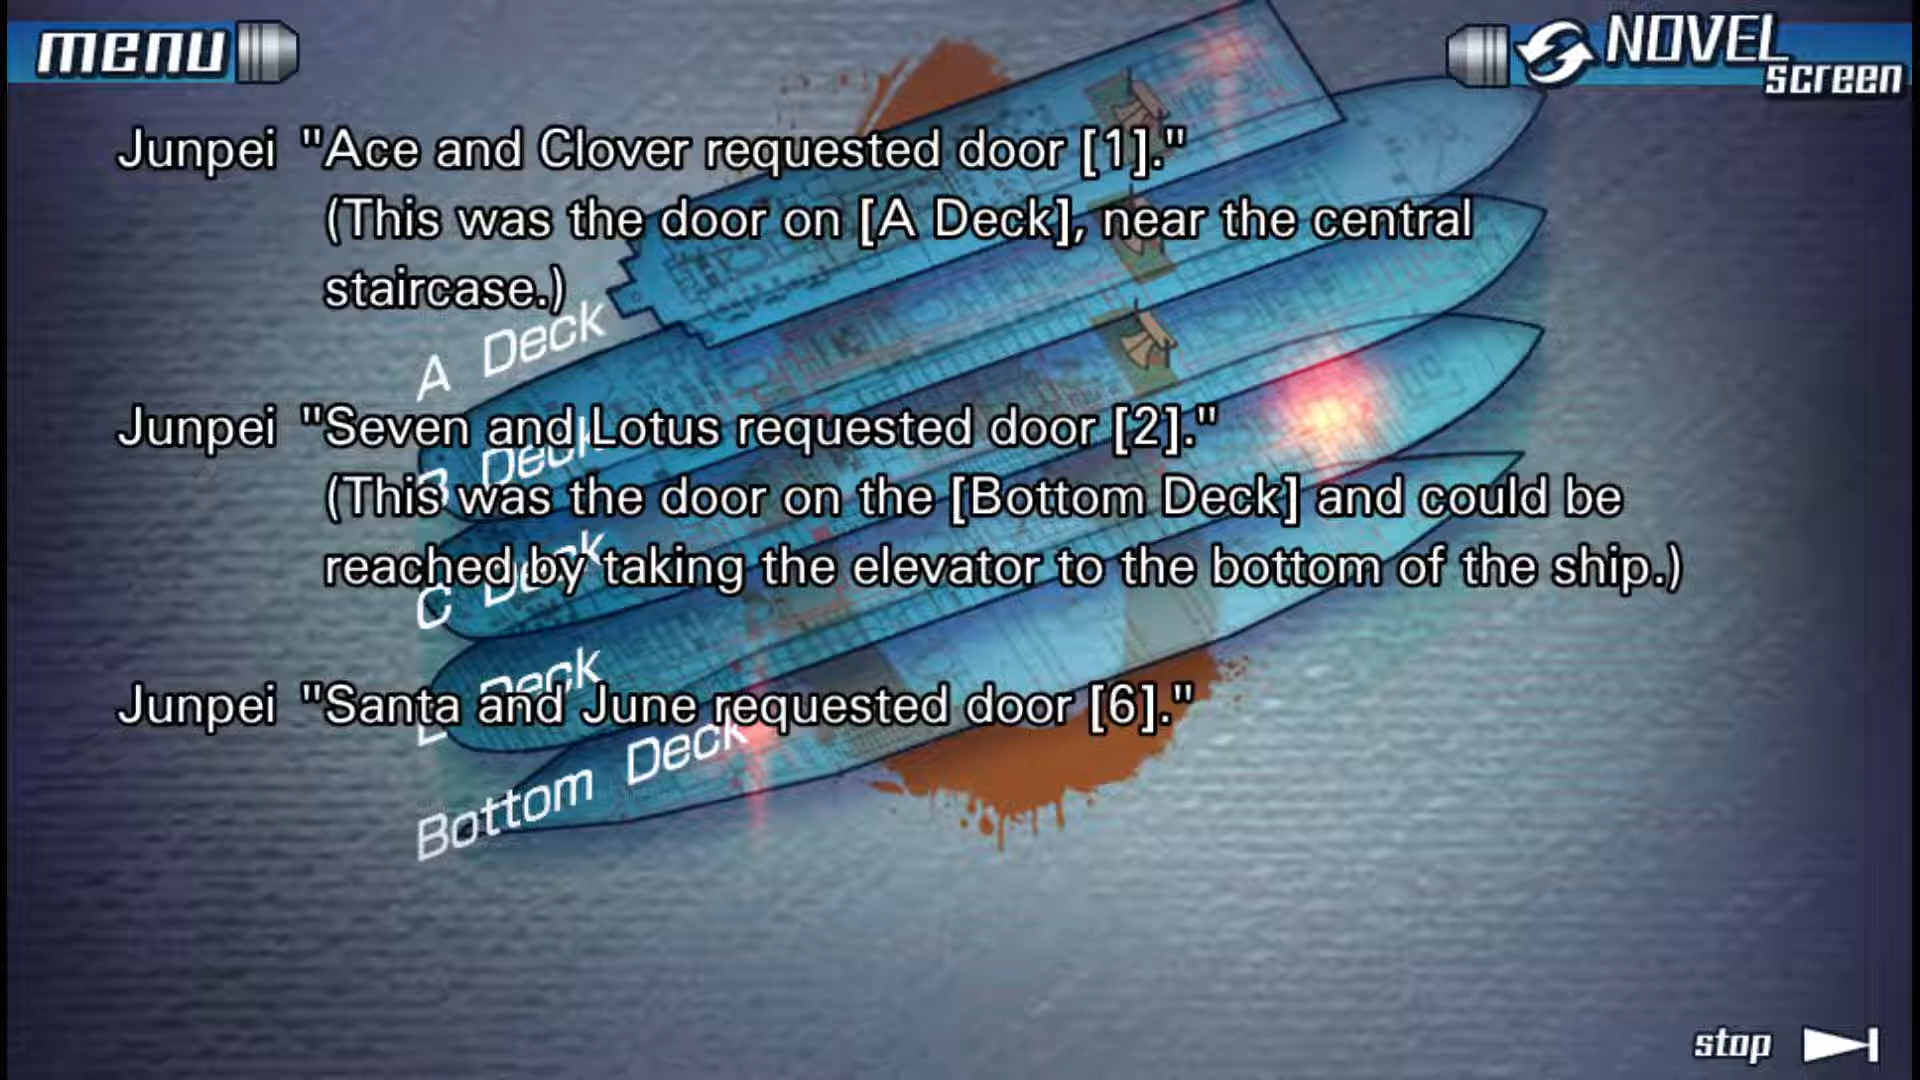 menu
NOVEL
screen
Junpei "Ace and Clover requested door [1]."
(This was the door on [A Deck], near the central
staircase.)
A Deck
Junpei "Seven and Lotus requested door [2]."
B Deck
(This was the door on the [Bottom Deck] and could be
reached by taking the elevator to the bottom of the ship.)
C Deck
Deck
Junpei "Santa and June requested door [6]."
Bottom Deck
stop